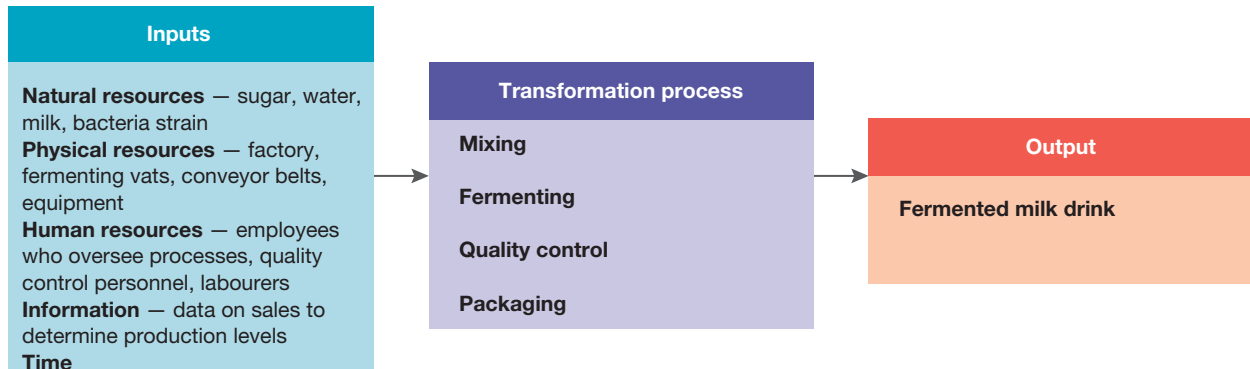 Inputs
Natural resources — sugar, water,
milk, bacteria strain
Physical resources — factory,
fermenting vats, conveyor belts,
equipment
Human resources — employees
who oversee processes, quality
control personnel, labourers
Information — data on sales to
determine production levels
Time
Transformation process
Mixing
Fermenting
Quality control
Packaging
Output
Fermented milk drink